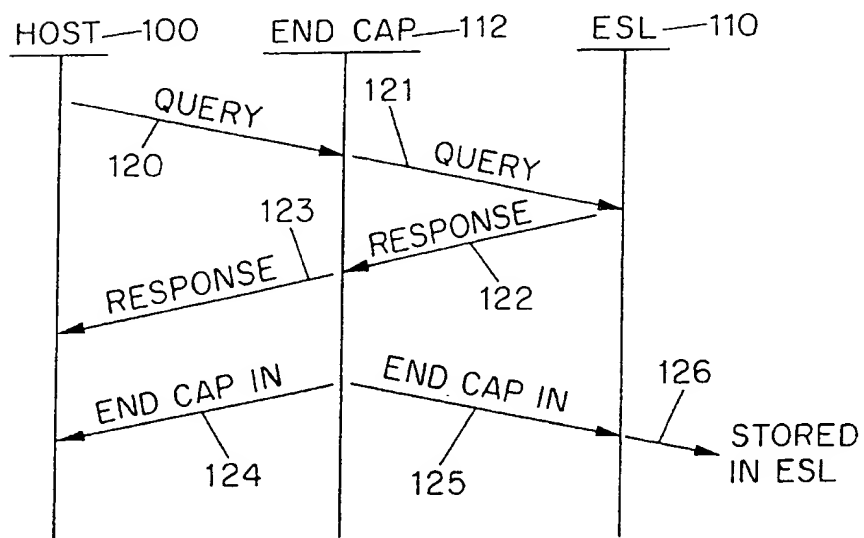 HOST 100
END CAP 112
ESL 110
QUERY
120
121
QUERY
123
RESPONSE
122
RESPONSE
END CAP IN
124
END CAP IN
125
126
STORED
IN ESL